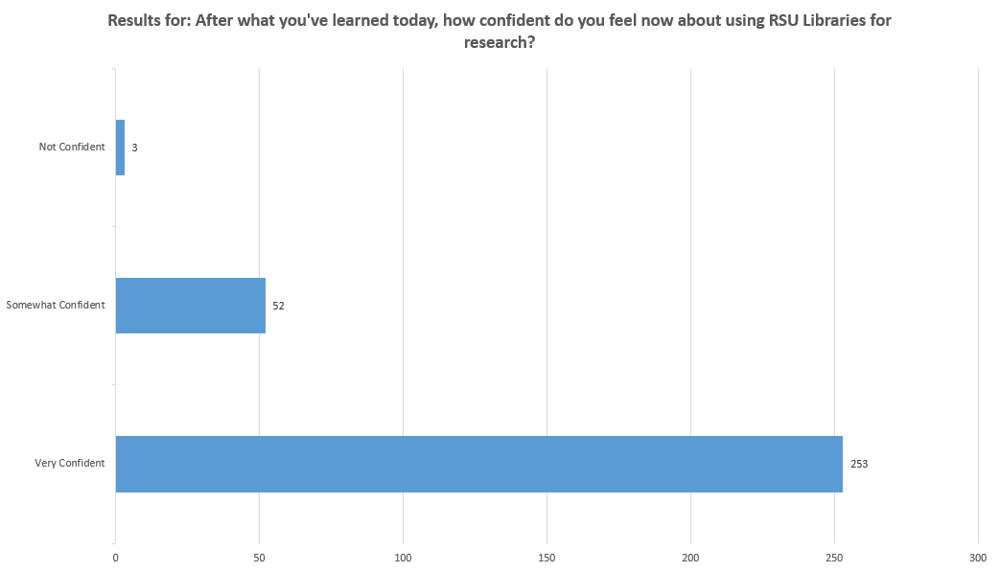 Results for: After what you've learned today, how confident do you feel now about using RSU Libraries for
research?
Not Confident
3
Somewhat Confident
52
Very Confident
253
0 50 100 150 200 250 300